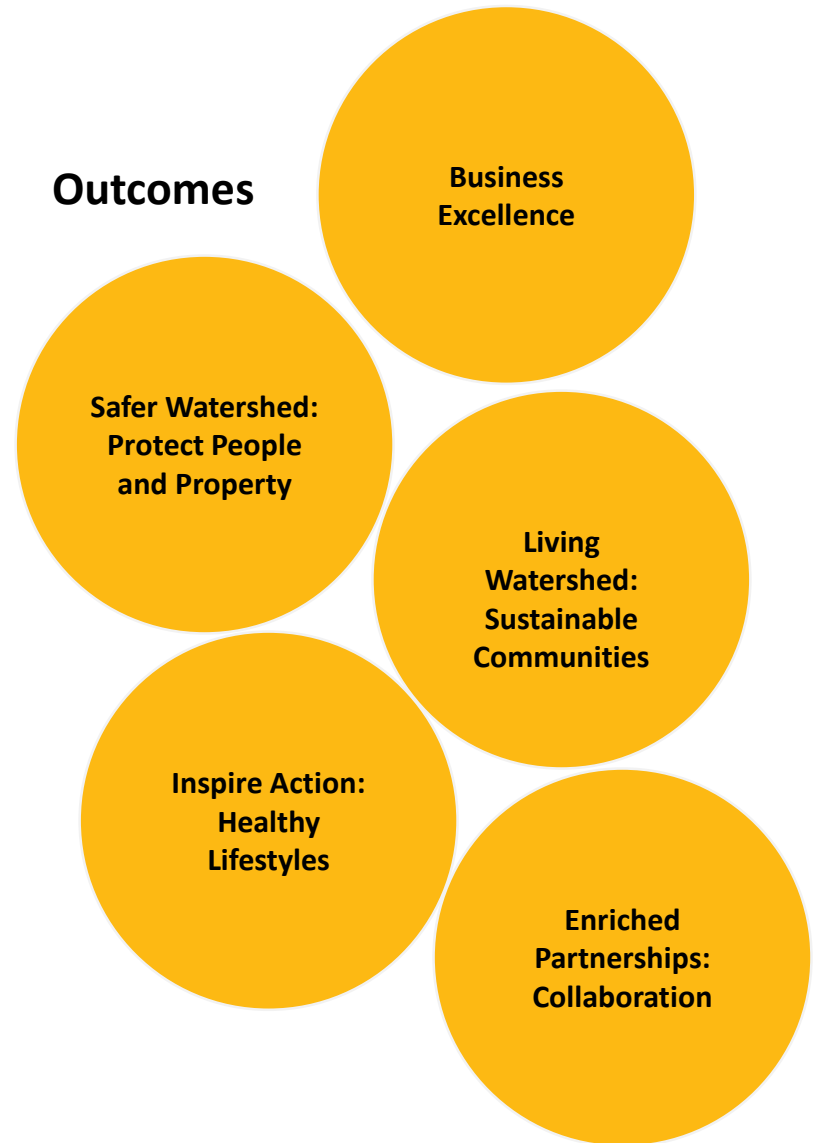 Outcomes
Business
Excellence
Safer Watershed:
Protect People
and Property
Living
Watershed:
Sustainable
Communities
Inspire Action:
Healthy
Lifestyles
Enriched
Partnerships:
Collaboration